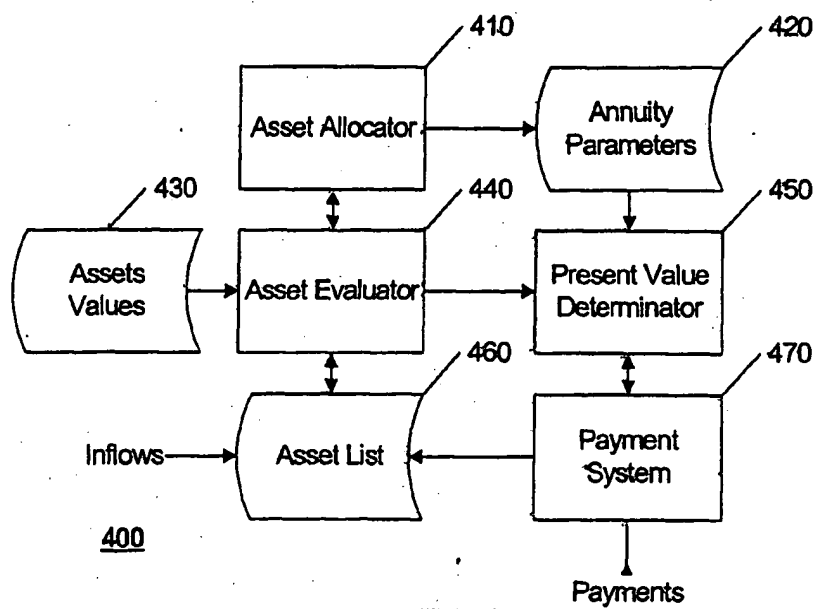 410
420
Asset Allocator
Annuity
Parameters
430
440
450
Assets
Values
Asset Evaluator
Present Value
Determinator
460
470
Inflows
Asset List
Payment
System
400
Payments